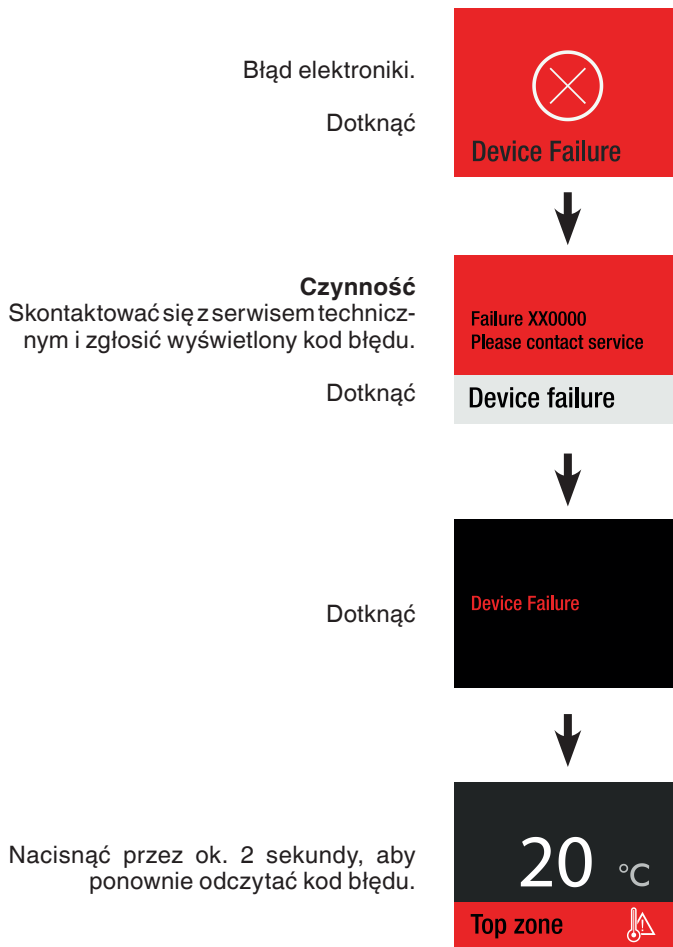 Błąd elektroniki.
Dotknąć
Device Failure
Czynność
Skontaktować się z serwisem technicz-
nym i zgłosić wyświetlony kod błędu.
Dotknąć
Failure XX0000
Please contact service
Device failure
Dotknąć
Device Failure
Nacisnąć przez ok. 2 sekundy, aby
ponownie odczytać kod błędu.
20 °C
Top zone